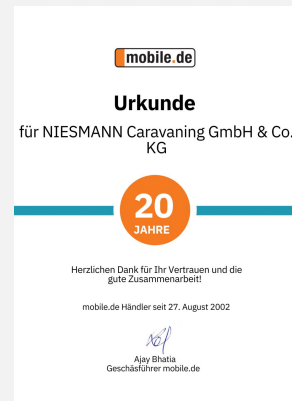 mobile.de
Urkunde
für NIESMANN Caravaning GmbH & Co.
KG
20
JAHRE
Herzlichen Dank für Ihr Vertrauen und die
gute Zusammenarbeit!
mobile.de Händler seit 27. August 2002
Ajay Bhatia
Geschäsführer mobile.de